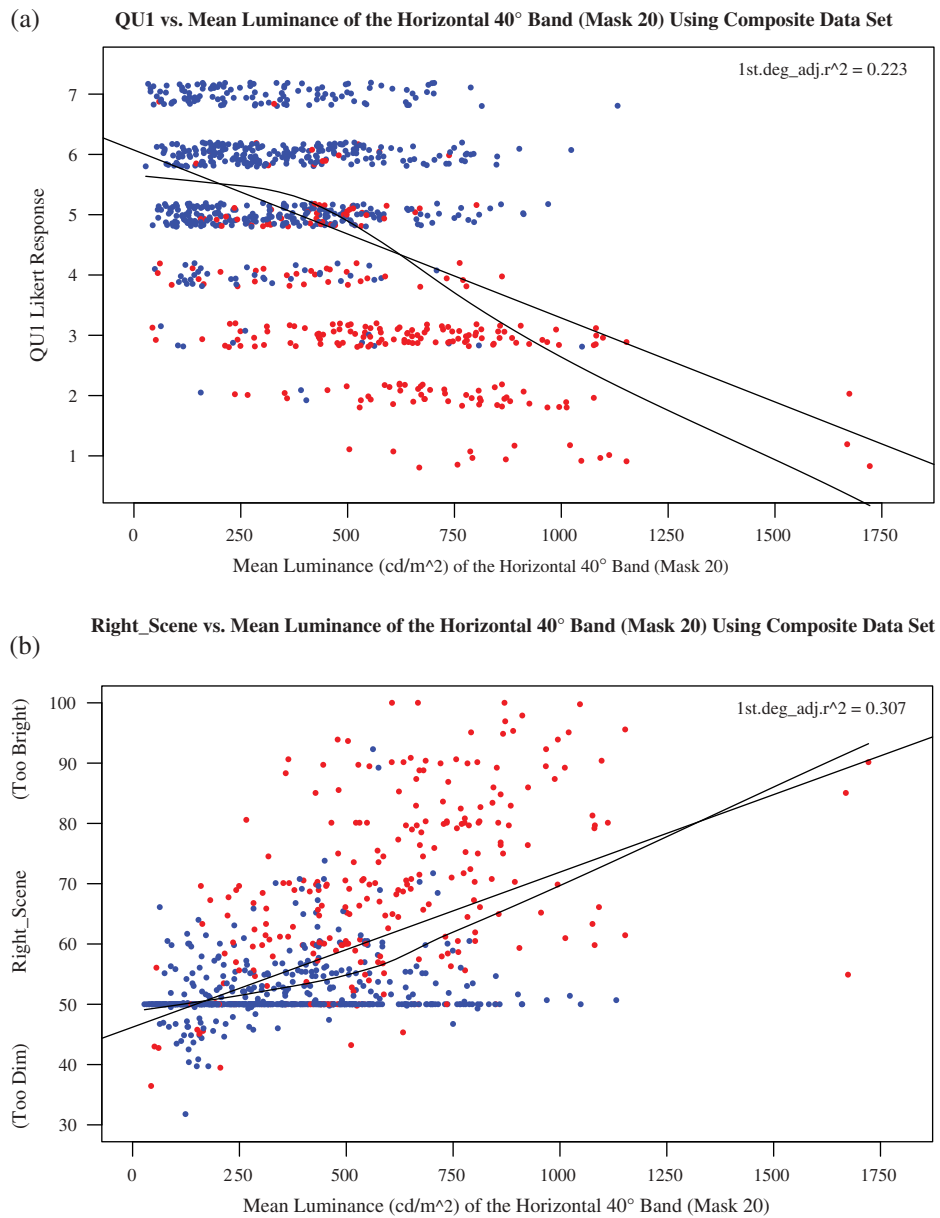 (a)
QU1 vs. Mean Luminance of the Horizontal 40° Band (Mask 20) Using Composite Data Set
1st.deg_adj.r^2 = 0.223
QU1 Likert Response
7
6
5
4
3
2
1
0 250 500 750 1000 1250 1500 1750
Mean Luminance (cd/m^2) of the Horizontal 40° Band (Mask 20)
Right_Scene vs. Mean Luminance of the Horizontal 40° Band (Mask 20) Using Composite Data Set
(b)
1st.deg_adj.r^2 = 0.307
(Too Dim) Right_Scene (Too Bright)
100
90
80
70
60
50
40
30
0 250 500 750 1000 1250 1500 1750
Mean Luminance (cd/m^2) of the Horizontal 40° Band (Mask 20)